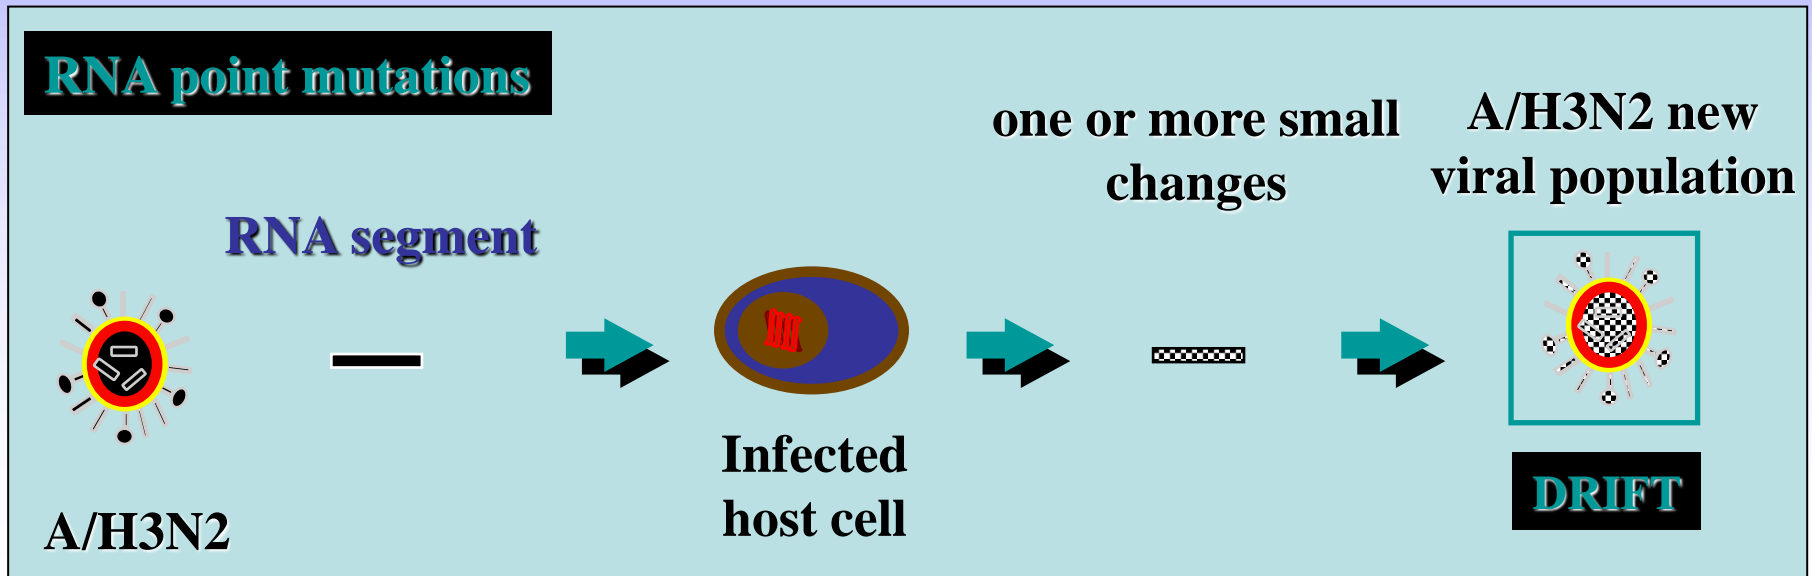 RNA point mutations
one or more small
changes
A/H3N2 new
viral population
RNA segment
Infected
host cell
A/H3N2
DRIFT